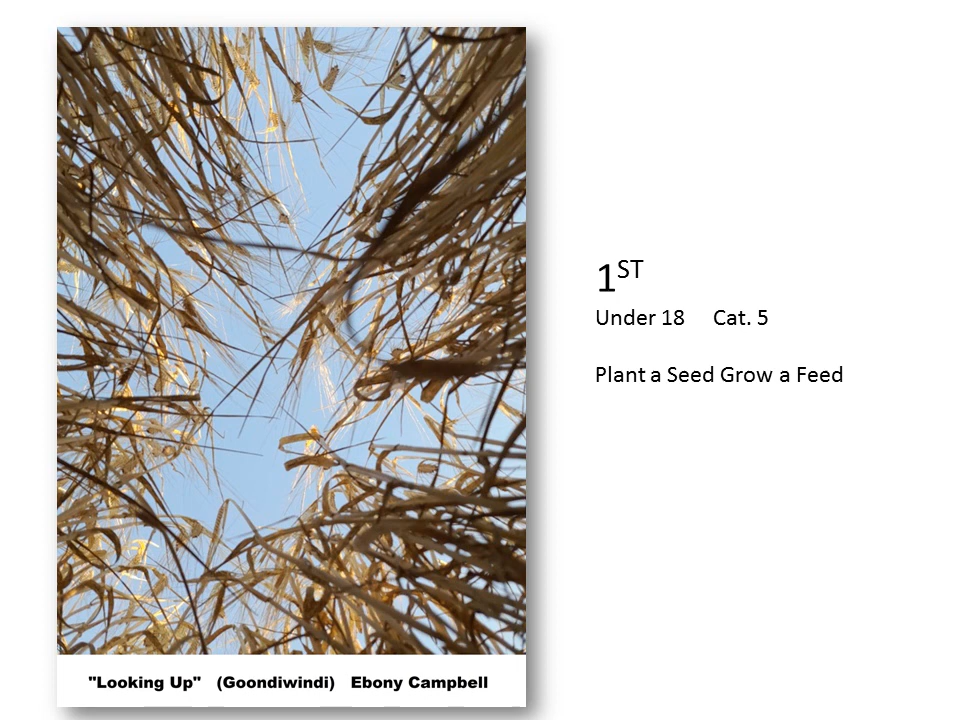 1ST
Under 18 Cat. 5
Plant a Seed Grow a Feed
"Looking Up" (Goondiwindi) Ebony Campbell